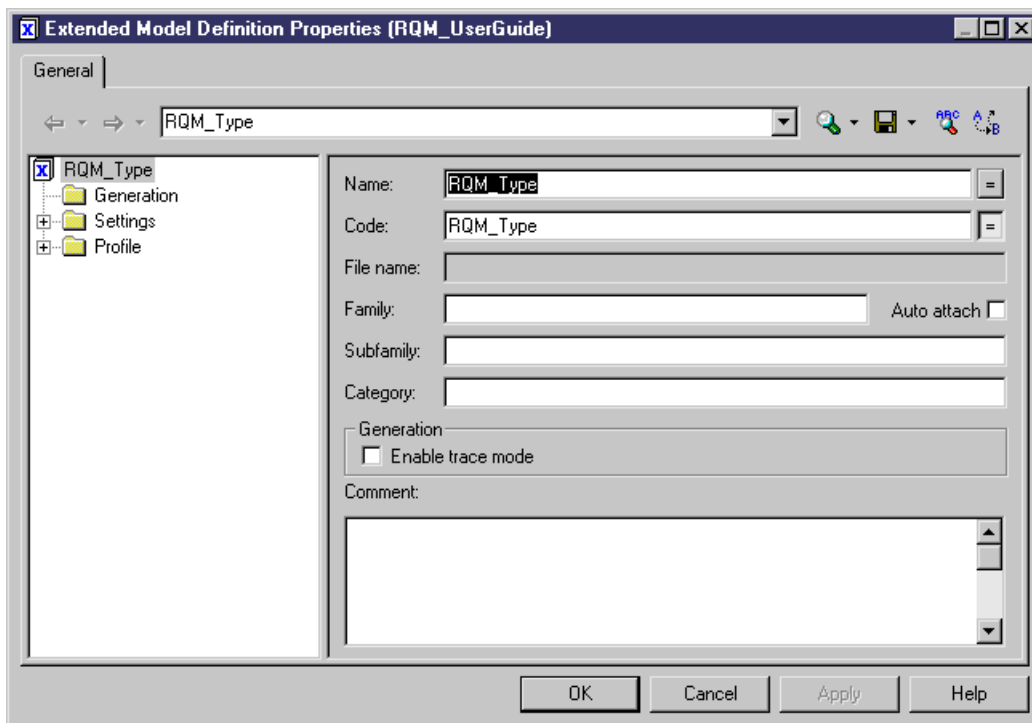 Extended Model Definition Properties (RQM_UserGuide)
General
RQM_Type
ABC
A
B
RQM_Type
Generation
Settings
Profile
Name: RQM_Type =
Code: RQM_Type =
File name:
Family: Auto attach
Subfamily:
Category:
Generation
Enable trace mode
Comment:
OK Cancel Apply Help